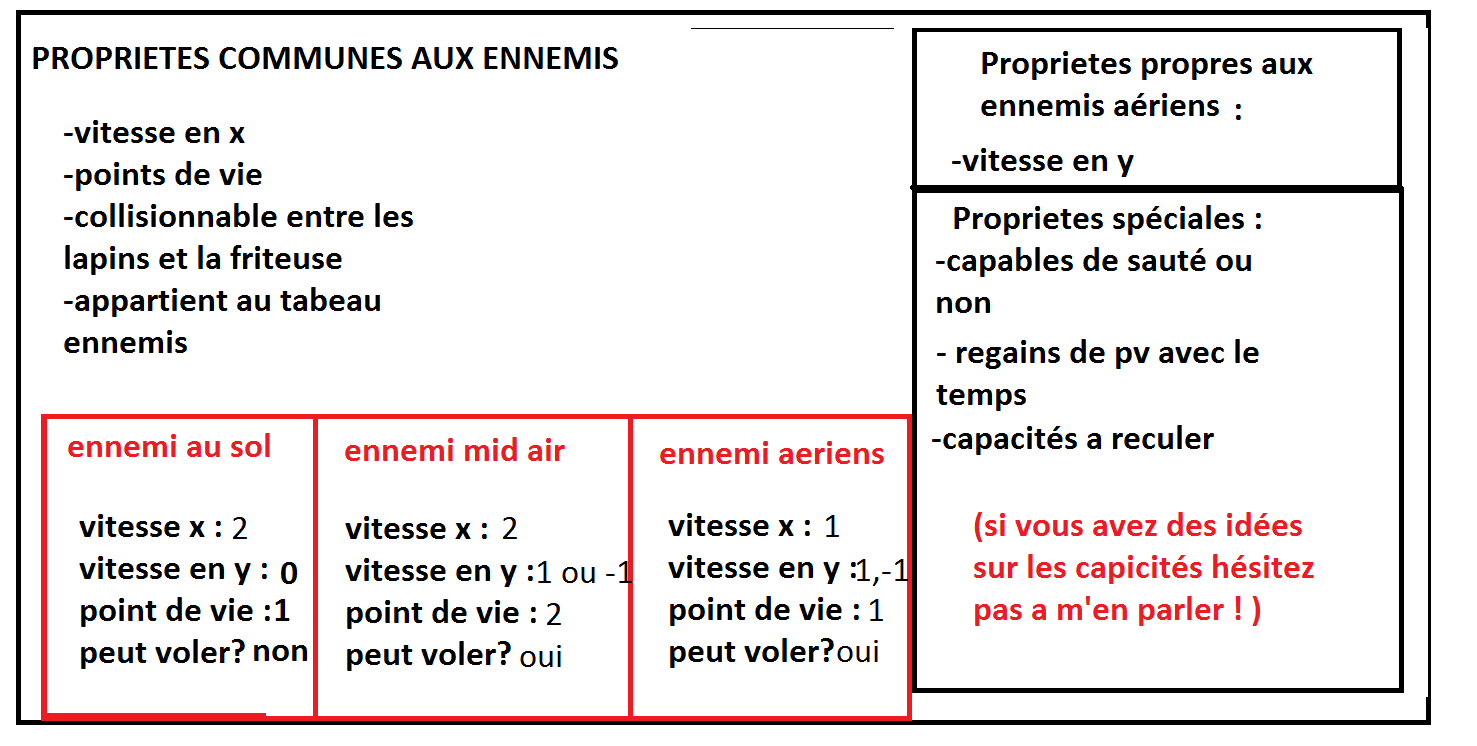 PROPRIETES COMMUNES AUX ENNEMIS
-vitesse en x
-points de vie
-collisionnable entre les
lapins et la friteuse
-appartient au tabeau
ennemis
Proprietes propres aux
ennemis aériens :
-vitesse en y
Proprietes spéciales :
-capables de sauté ou
non
- regains de pv avec le
temps
-capacités a reculer
(si vous avez des idées
sur les capicités hésitez
pas a m'en parler ! )
ennemi au sol
vitesse x : 2
vitesse en y : 0
point de vie :1
peut voler? non
ennemi mid air
vitesse x : 2
vitesse en y :1 ou -1
point de vie : 2
peut voler? oui
ennemi aeriens
vitesse x : 1
vitesse en y :1,-1
point de vie : 1
peut voler?oui